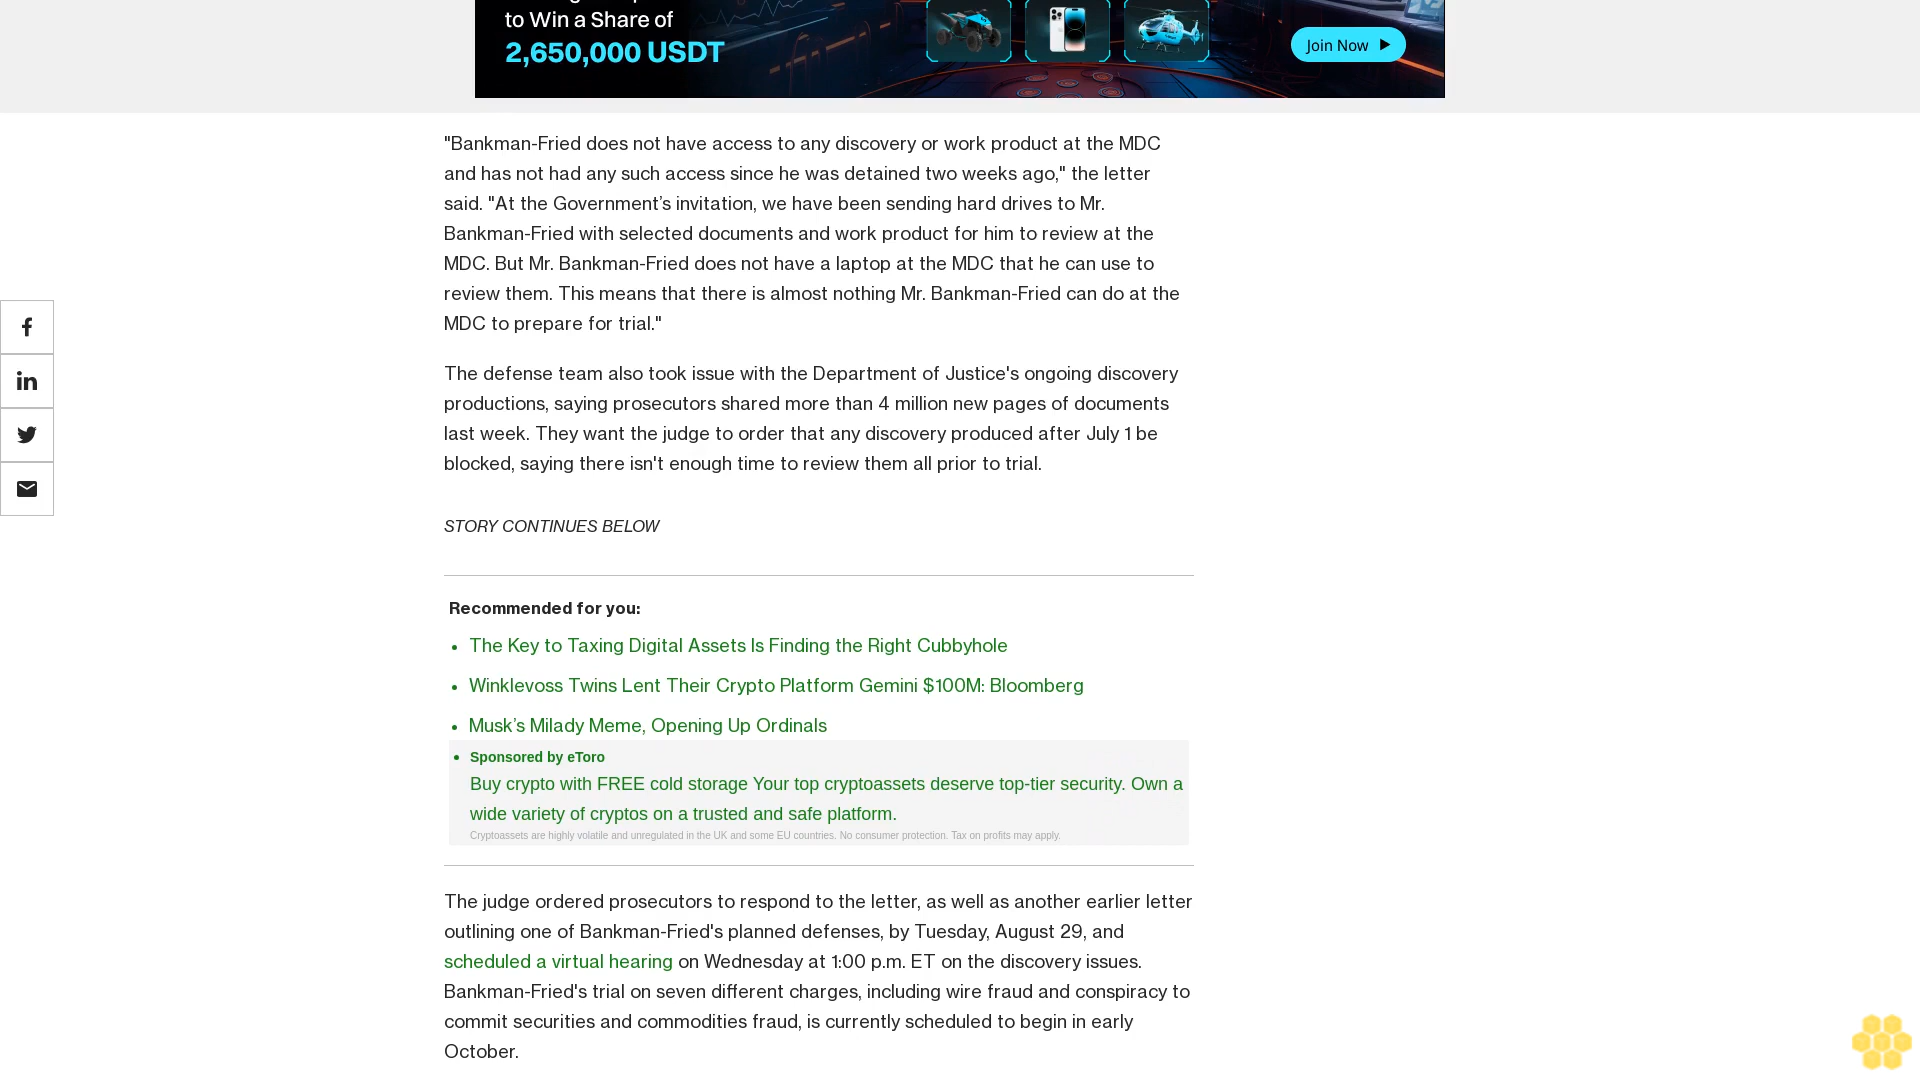 to Win a Share of
2,650,000 USDT
Join Now
"Bankman-Fried does not have access to any discovery or work product at the MDC
and has not had any such access since he was detained two weeks ago," the letter
said. "At the Government’s invitation, we have been sending hard drives to Mr.
Bankman-Fried with selected documents and work product for him to review at the
MDC. But Mr. Bankman-Fried does not have a laptop at the MDC that he can use to
review them. This means that there is almost nothing Mr. Bankman-Fried can do at the
MDC to prepare for trial."
The defense team also took issue with the Department of Justice's ongoing discovery
productions, saying prosecutors shared more than 4 million new pages of documents
last week. They want the judge to order that any discovery produced after July 1 be
blocked, saying there isn't enough time to review them all prior to trial.
STORY CONTINUES BELOW
Recommended for you:
• The Key to Taxing Digital Assets Is Finding the Right Cubbyhole
• Winklevoss Twins Lent Their Crypto Platform Gemini $100M: Bloomberg
• Musk’s Milady Meme, Opening Up Ordinals
• Sponsored by eToro
Buy crypto with FREE cold storage Your top cryptoassets deserve top-tier security. Own a
wide variety of cryptos on a trusted and safe platform.
Cryptoassets are highly volatile and unregulated in the UK and some EU countries. No consumer protection. Tax on profits may apply.
The judge ordered prosecutors to respond to the letter, as well as another earlier letter
outlining one of Bankman-Fried's planned defenses, by Tuesday, August 29, and
scheduled a virtual hearing on Wednesday at 1:00 p.m. ET on the discovery issues.
Bankman-Fried's trial on seven different charges, including wire fraud and conspiracy to
commit securities and commodities fraud, is currently scheduled to begin in early
October.